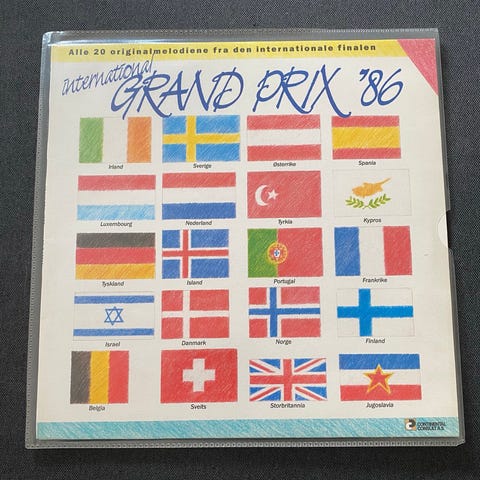 Alle 20 originalmelodiene fra den internationale finalen
international
GRAND PRIX '86
Irland Sverige Østerrike Spania
Luxembourg Nederland Tyrkia Kypros
Tyskland Island Portugal Frankrike
Israel Danmark Norge Finland
Belgia Sveits Storbritannia Jugoslavia
CONTINENTAL
CONSULT A.S.